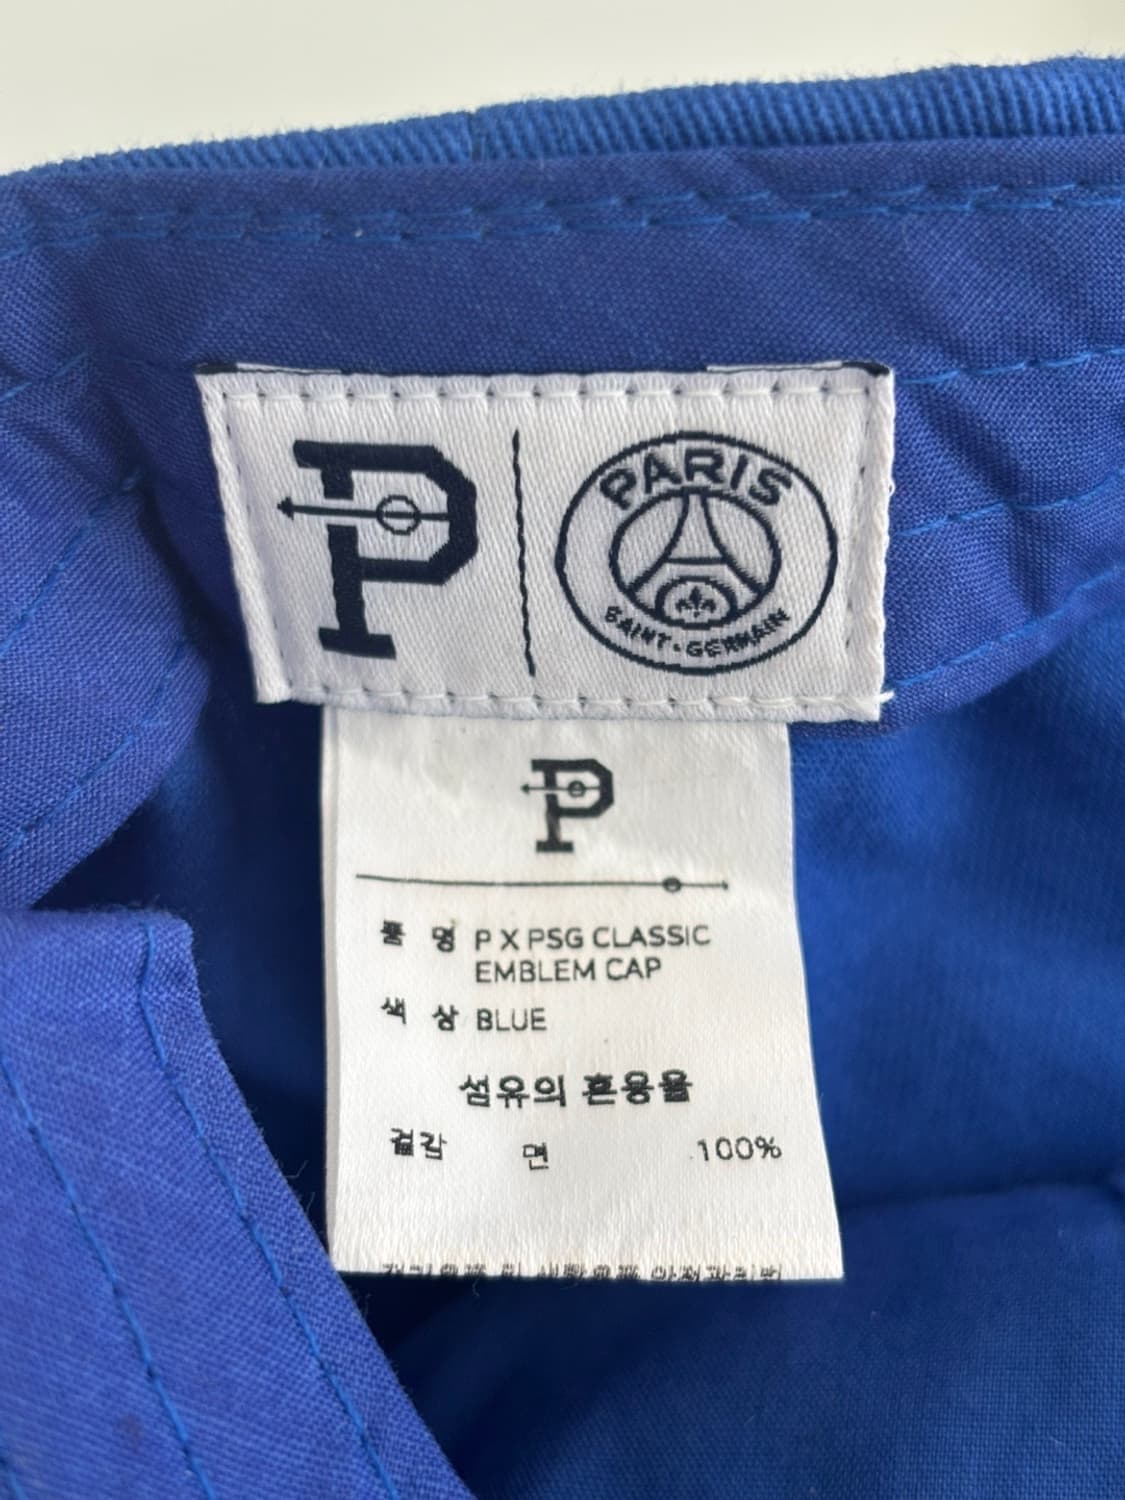 P
PARIS
SAINT-GERMAIN
P
품 명 P X PSG CLASSIC
EMBLEM CAP
색 상 BLUE
섬유의 혼용율
겉감 면 100%